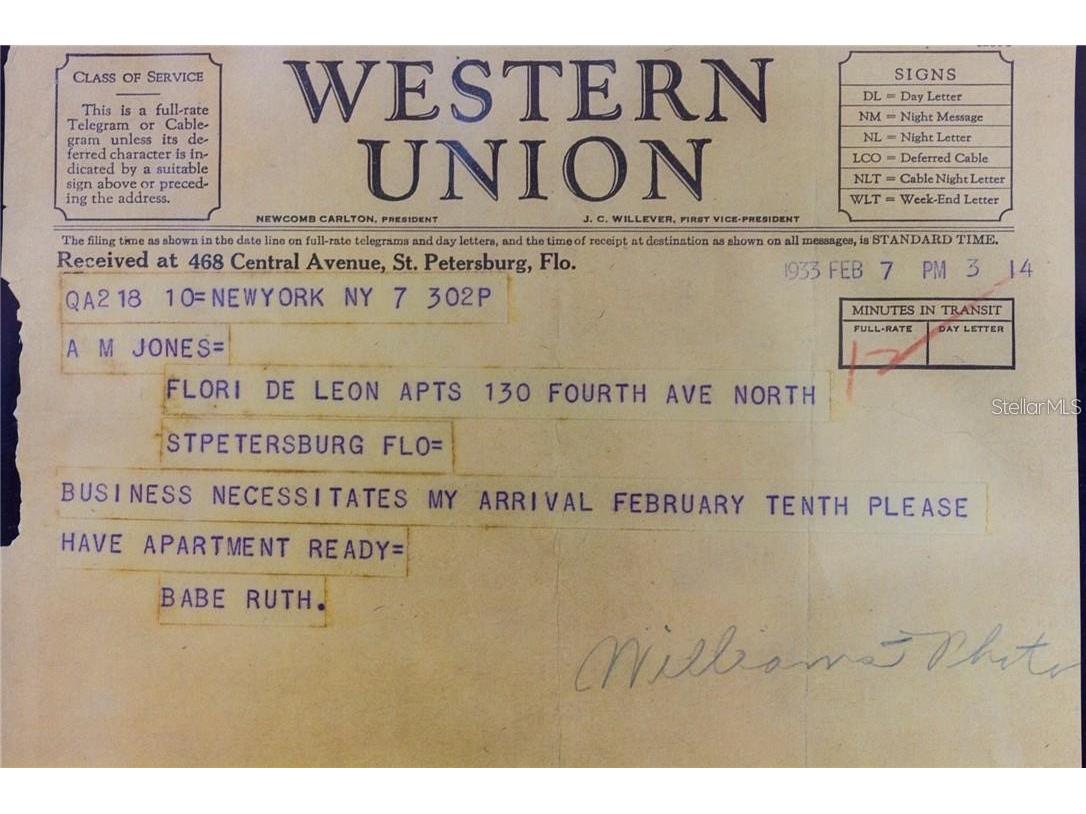 CLASS OF SERVICE
This is a full-rate
Telegram or Cable-
gram unless its de-
ferred character is in-
dicated by a suitable
sign above or preced-
ing the address.
WESTERN
UNION
NEWCOMB CARLTON, PRESIDENT
J. C. WILLEVER, FIRST VICE-PRESIDENT
SIGNS
DL = Day Letter
NM = Night Message
NL = Night Letter
LCO = Deferred Cable
NLT = Cable Night Letter
WLT = Week-End Letter
The filing time as shown in the date line on full-rate telegrams and day letters, and the time of receipt at destination as shown on all messages, is STANDARD TIME.
Received at 468 Central Avenue, St. Petersburg, Flo.
1933 FEB 7 PM 3 14
QA218 10=NEWYORK NY 7 302P
MINUTES IN TRANSIT
FULL-RATE DAY LETTER
12
A M JONES=
FLORI DE LEON APTS 130 FOURTH AVE NORTH
StellarMLS
STPETERSBURG FLO=
BUSINESS NECESSITATES MY ARRIVAL FEBRUARY TENTH PLEASE
HAVE APARTMENT READY=
BABE RUTH.
Williams Photo